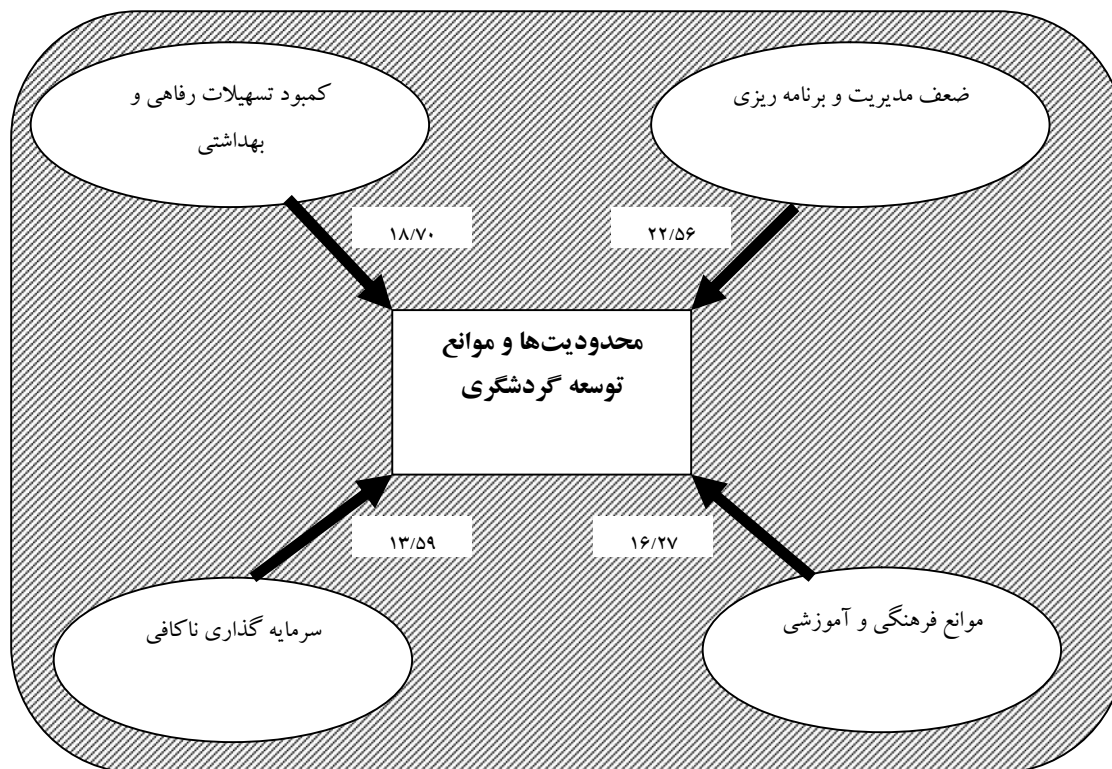 ضعف مدیریت و برنامه ریزی
کمبود تسهیلات رفاهی و
بهداشتی
۲۲/۵۶
۱۸/۷۰
محدودیت‌ها و موانع
توسعه گردشگری
۱۶/۲۷
۱۳/۵۹
موانع فرهنگی و آموزشی
سرمایه گذاری ناکافی